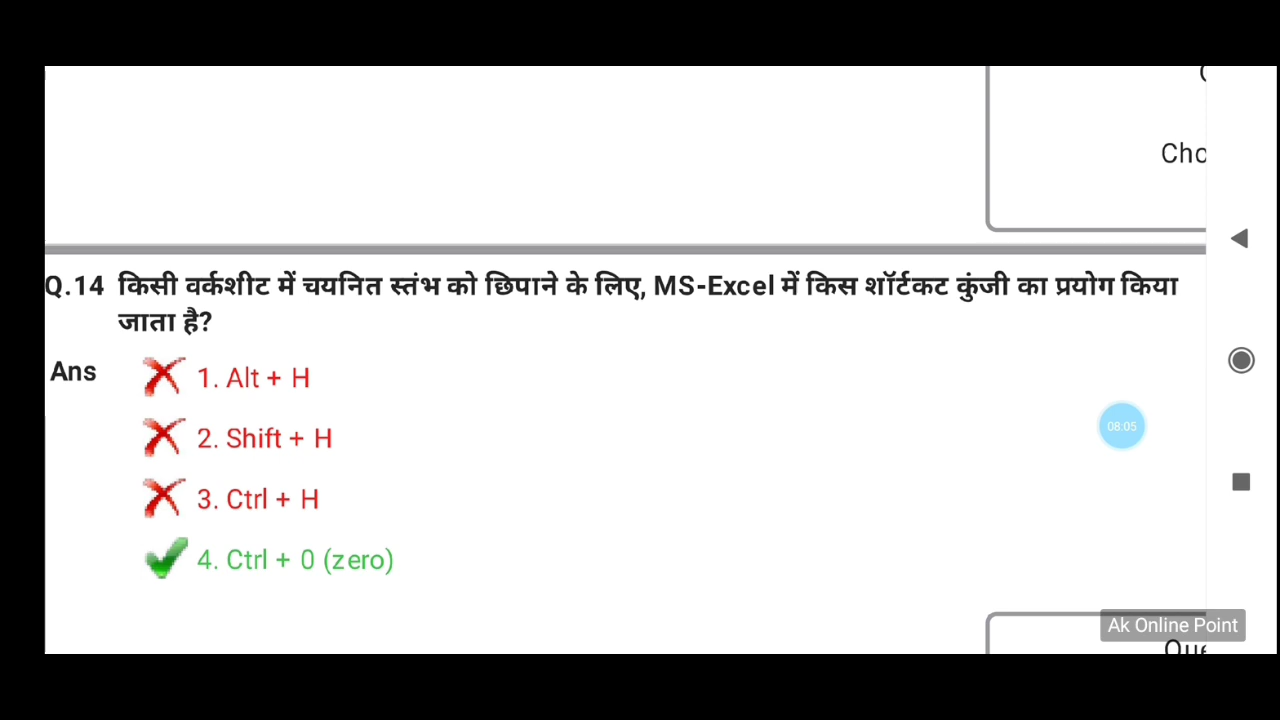 Cho
Q.14 किसी वर्कशीट में चयनित स्तंभ को छिपाने के लिए, MS-Excel में किस शॉर्टकट कुंजी का प्रयोग किया
जाता है?
Ans
1. Alt + H
2. Shift + H
3. Ctrl + H
4. Ctrl + 0 (zero)
08:05
Ak Online Point